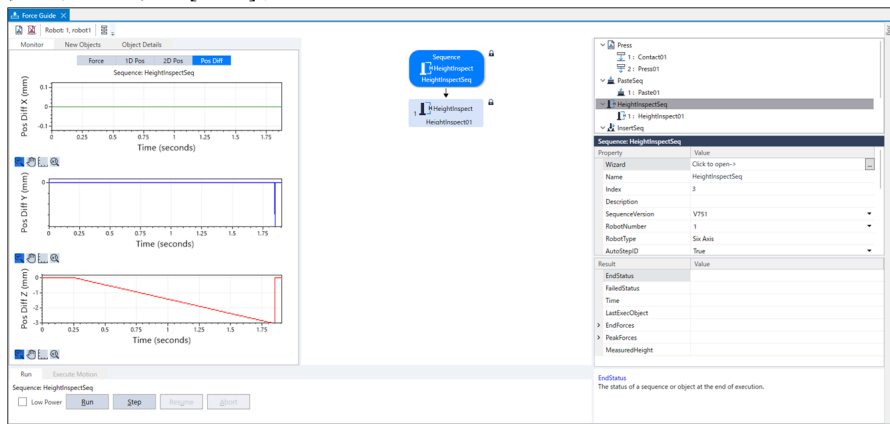 Force Guide
Robot: 1, robot1
Monitor New Objects Object Details
Force 1D Pos 2D Pos Pos Diff
Sequence: HeightInspectSeq
Pos Diff X (mm)
0.1
0
-0.1
0 0.25 0.5 0.75 1 1.25 1.5 1.75
Time (seconds)
Pos Diff Y (mm)
0
0 0.25 0.5 0.75 1 1.25 1.5 1.75
Time (seconds)
Pos Diff Z (mm)
0
-1
-2
-3
0 0.25 0.5 0.75 1 1.25 1.5 1.75
Time (seconds)
Run Execute Motion
Sequence: HeightInspectSeq
Low Power Run Step Resume Abort
Sequence
HeightInspect
HeightInspectSeq
1 HeightInspect
HeightInspect01
Press
1 : Contact01
2 : Press01
PasteSeq
1 : Paste01
HeightInspectSeq
1 : HeightInspect01
InsertSeq
Sequence: HeightInspectSeq
Property Value
Wizard Click to open-> ...
Name HeightInspectSeq
Index 3
Description
SequenceVersion V751
RobotNumber 1
RobotType Six Axis
AutoStepID True
Result Value
EndStatus
FailedStatus
Time
LastExecObject
EndForces
PeakForces
MeasuredHeight
EndStatus
The status of a sequence or object at the end of execution.